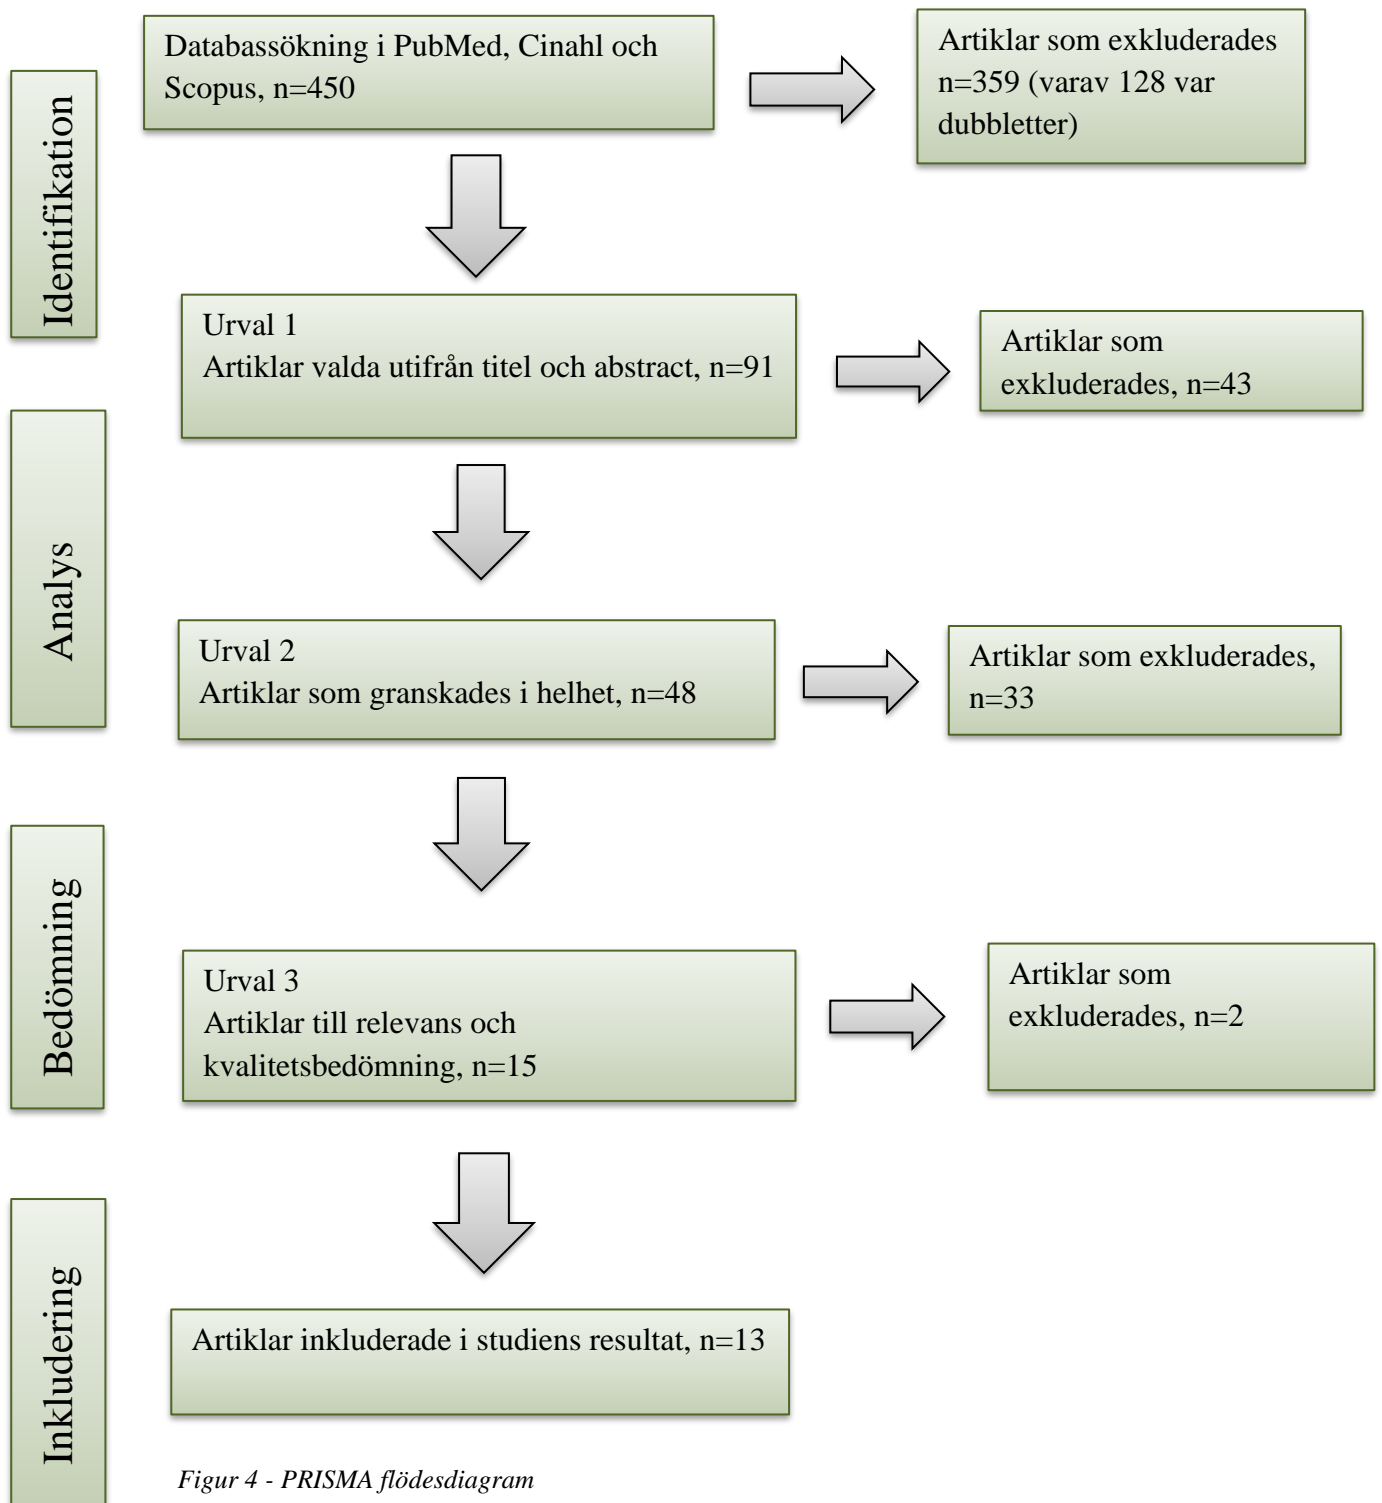 Identifikation
Databassökning i PubMed, Cinahl och
Scopus, n=450
Artiklar som exkluderades
n=359 (varav 128 var
dubbletter)
Urval 1
Artiklar valda utifrån titel och abstract, n=91
Artiklar som
exkluderades, n=43
Analys
Urval 2
Artiklar som granskades i helhet, n=48
Artiklar som exkluderades,
n=33
Bedömning
Urval 3
Artiklar till relevans och
kvalitetsbedömning, n=15
Artiklar som
exkluderades, n=2
Inkludering
Artiklar inkluderade i studiens resultat, n=13
Figur 4 - PRISMA flödesdiagram